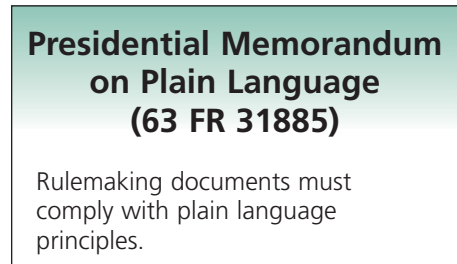 Presidential Memorandum
on Plain Language
(63 FR 31885)
Rulemaking documents must
comply with plain language
principles.